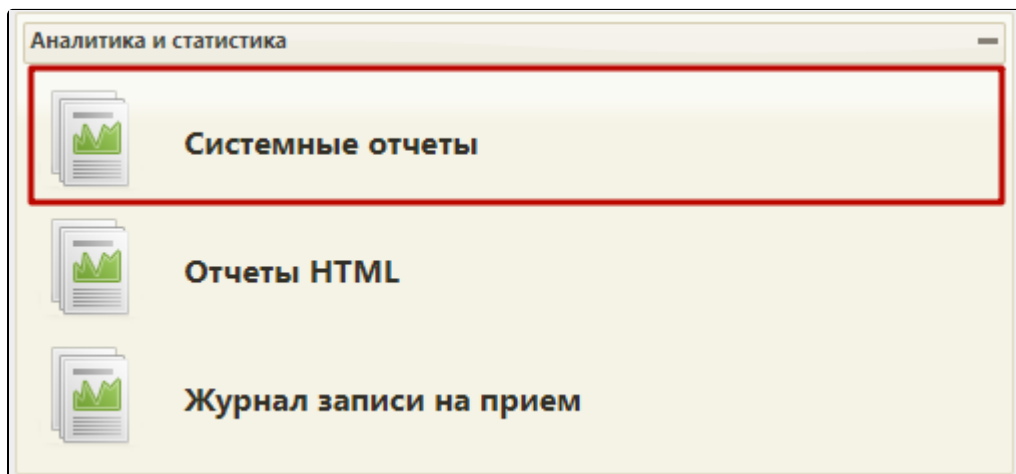 Аналитика и статистика
Системные отчеты
Отчеты HTML
Журнал записи на прием